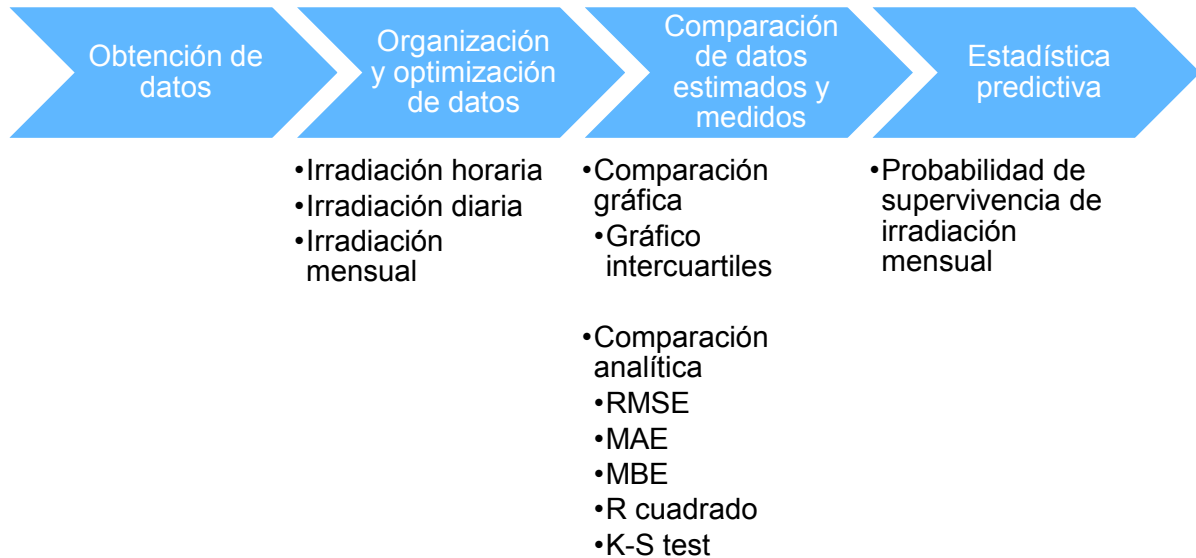 Obtención de
datos
Organización
y optimización
de datos
Comparación
de datos
estimados y
medidos
Estadística
predictiva
•Irradiación horaria
•Irradiación diaria
•Irradiación
mensual
•Comparación
gráfica
•Gráfico
intercuartiles
•Comparación
analítica
•RMSE
•MAE
•MBE
•R cuadrado
•K-S test
•Probabilidad de
supervivencia de
irradiación
mensual